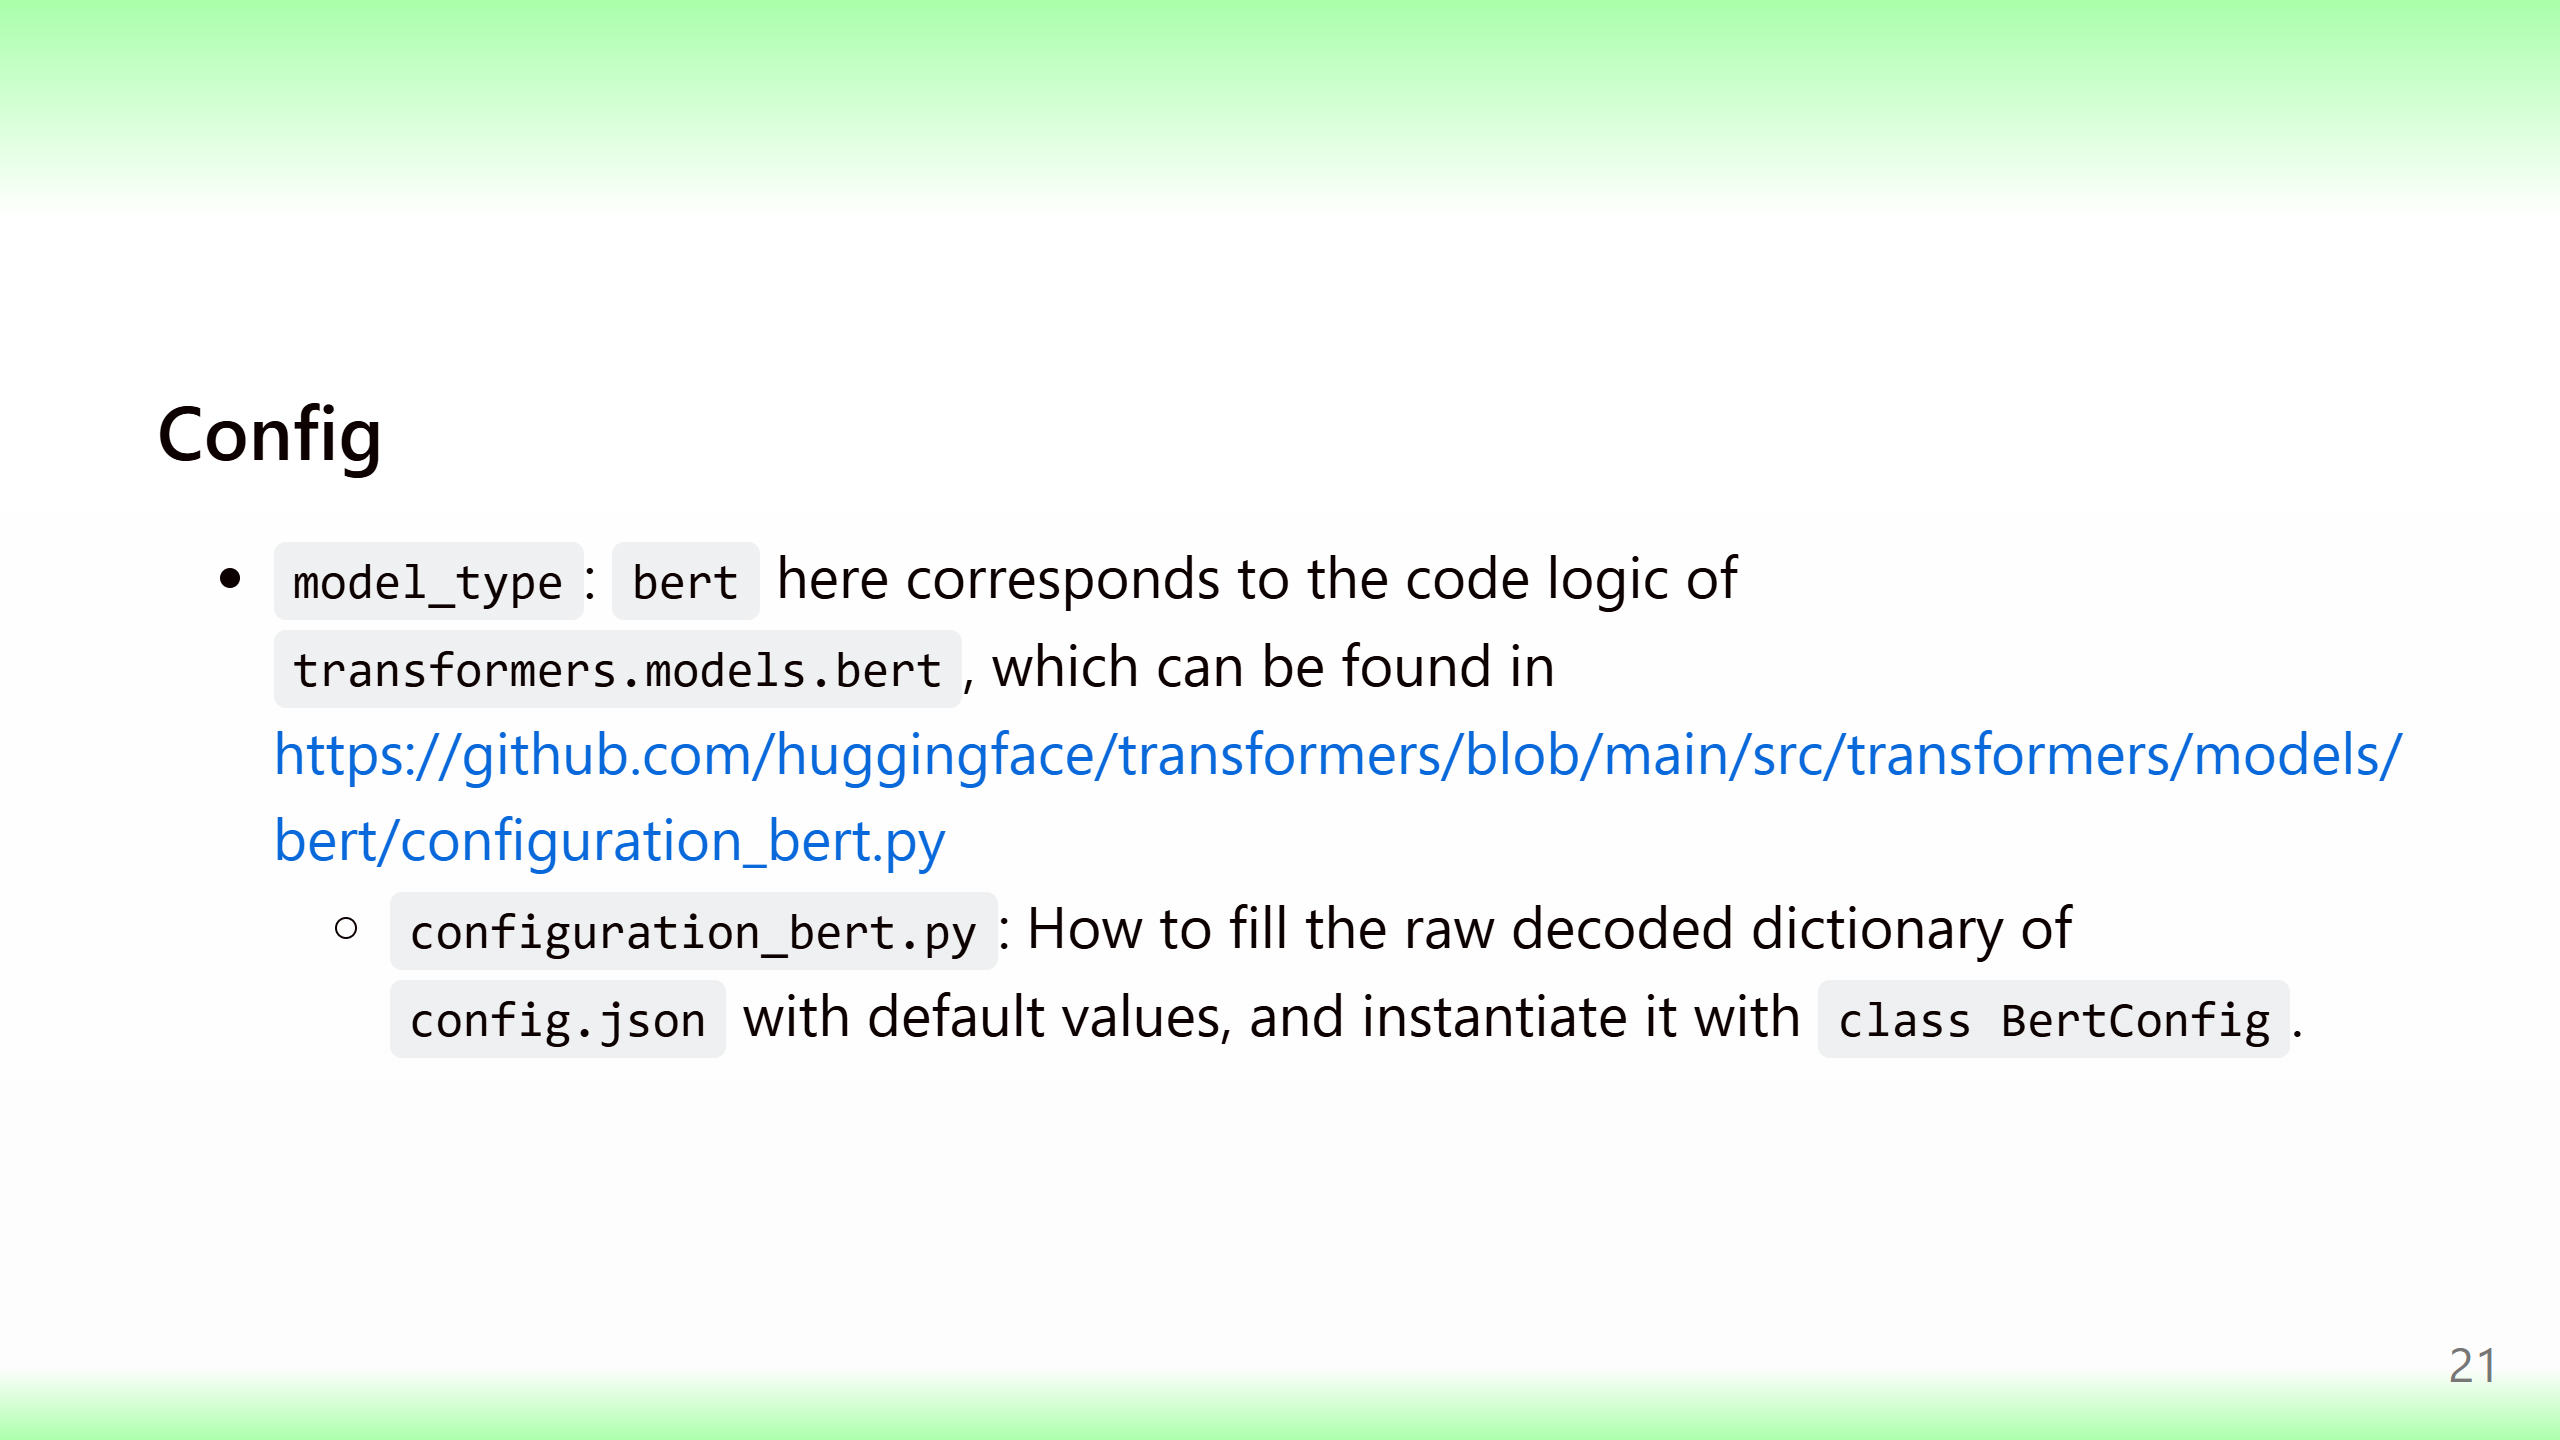 Config
• model_type: bert here corresponds to the code logic of
transformers.models.bert, which can be found in
https://github.com/huggingface/transformers/blob/main/src/transformers/models/
bert/configuration_bert.py
○ configuration_bert.py: How to fill the raw decoded dictionary of
config.json with default values, and instantiate it with class BertConfig.
21